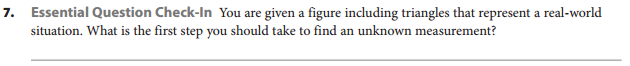 7. Essential Question Check-In You are given a figure including triangles that represent a real-world
situation. What is the first step you should take to find an unknown measurement?